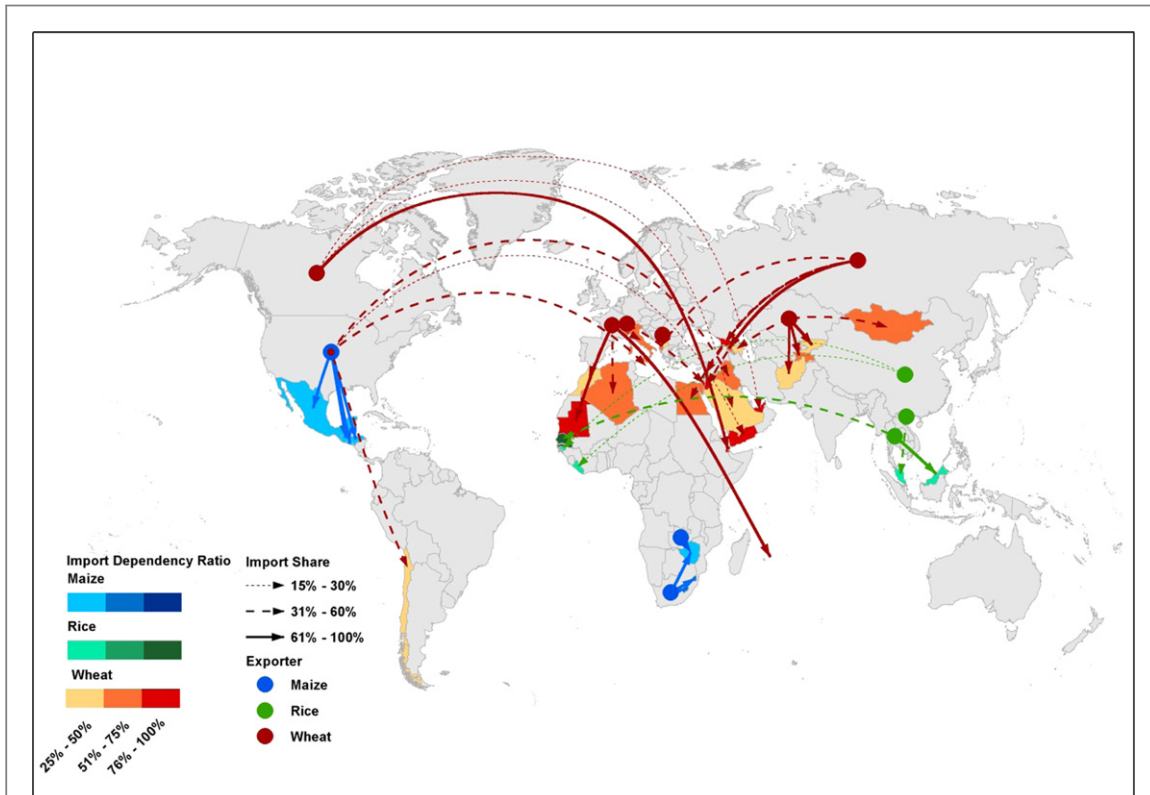 Import Dependency Ratio
Maize
Rice
Wheat
25% - 50%
51% - 75%
76% - 100%
Import Share
15% - 30%
31% - 60%
61% - 100%
Exporter
Maize
Rice
Wheat